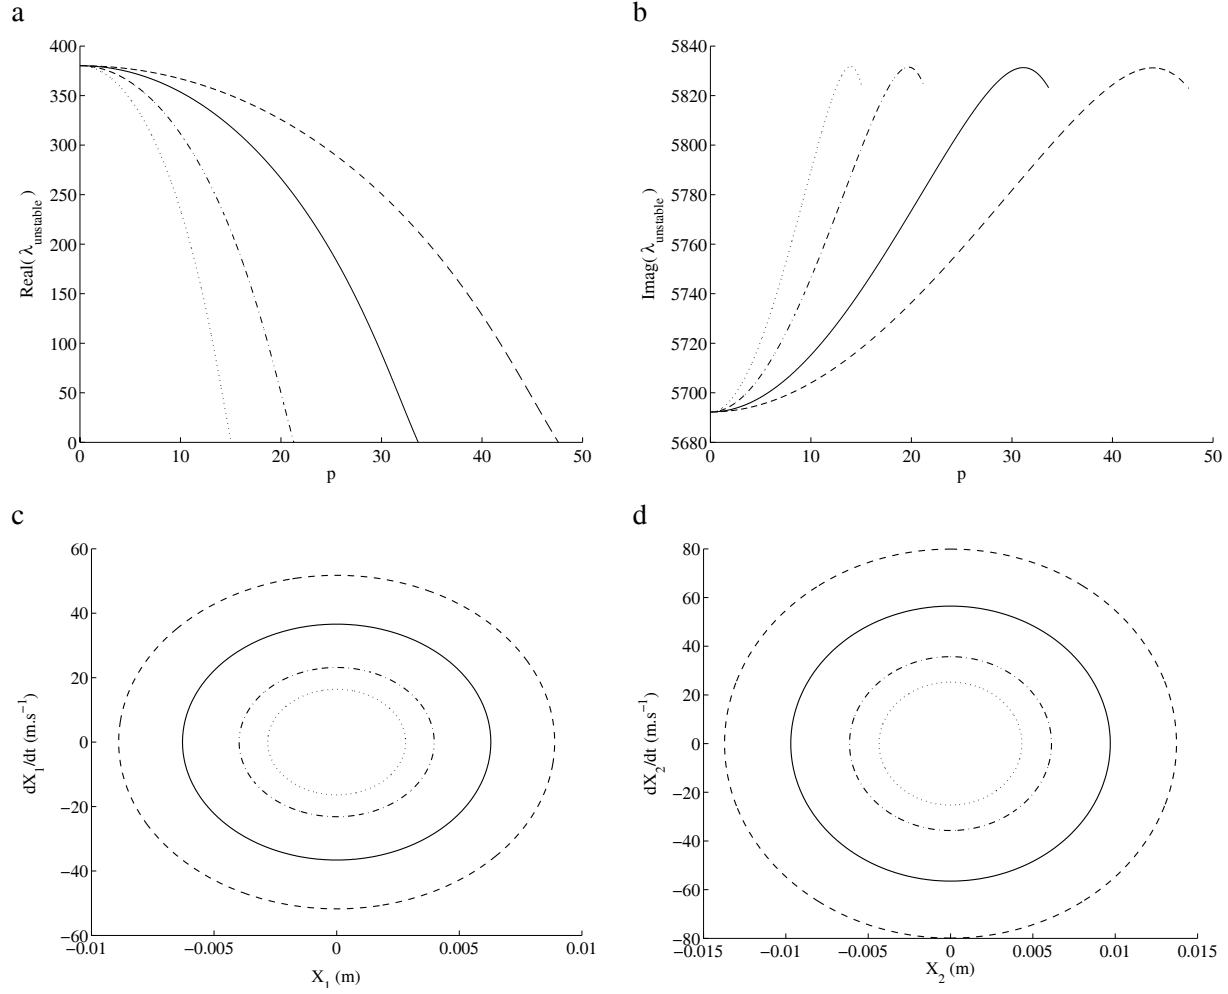 a
400
350
300
250
200
150
100
50
0
Real( λunstable)
0 10 20 30 40 50
p
b
5840
5820
5800
5780
5760
5740
5720
5700
5680
Imag( λunstable)
0 10 20 30 40 50
p
c
60
40
20
0
−20
−40
−60
dX1/dt (m.s−1)
−0.01 −0.005 0 0.005 0.01
X1 (m)
d
80
60
40
20
0
−20
−40
−60
−80
dX2/dt (m.s−1)
−0.015 −0.01 −0.005 0 0.005 0.01 0.015
X2 (m)